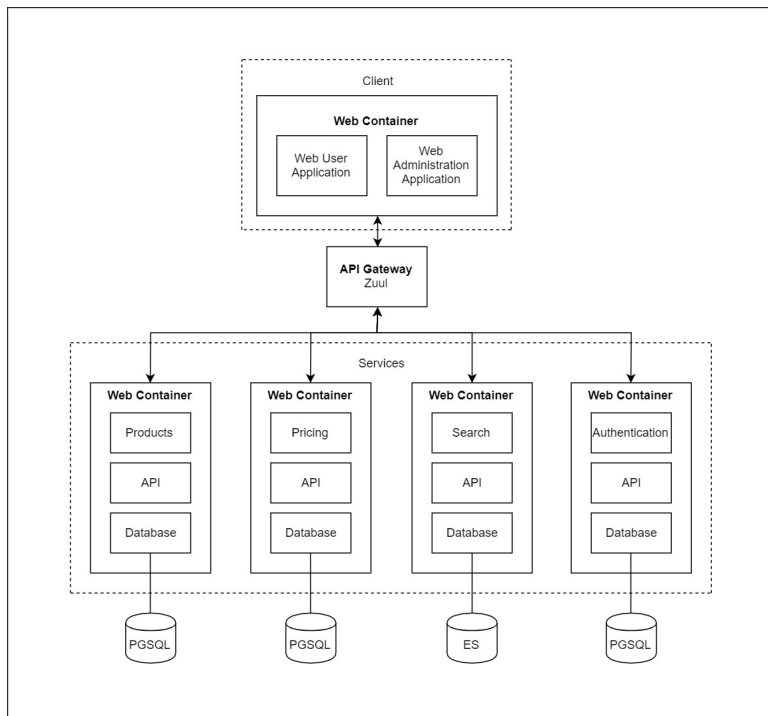 Client
Web Container
Web User
Application
Web
Administration
Application
API Gateway
Zuul
Services
Web Container
Products
API
Database
Web Container
Pricing
API
Database
Web Container
Search
API
Database
Web Container
Authentication
API
Database
PGSQL
PGSQL
ES
PGSQL